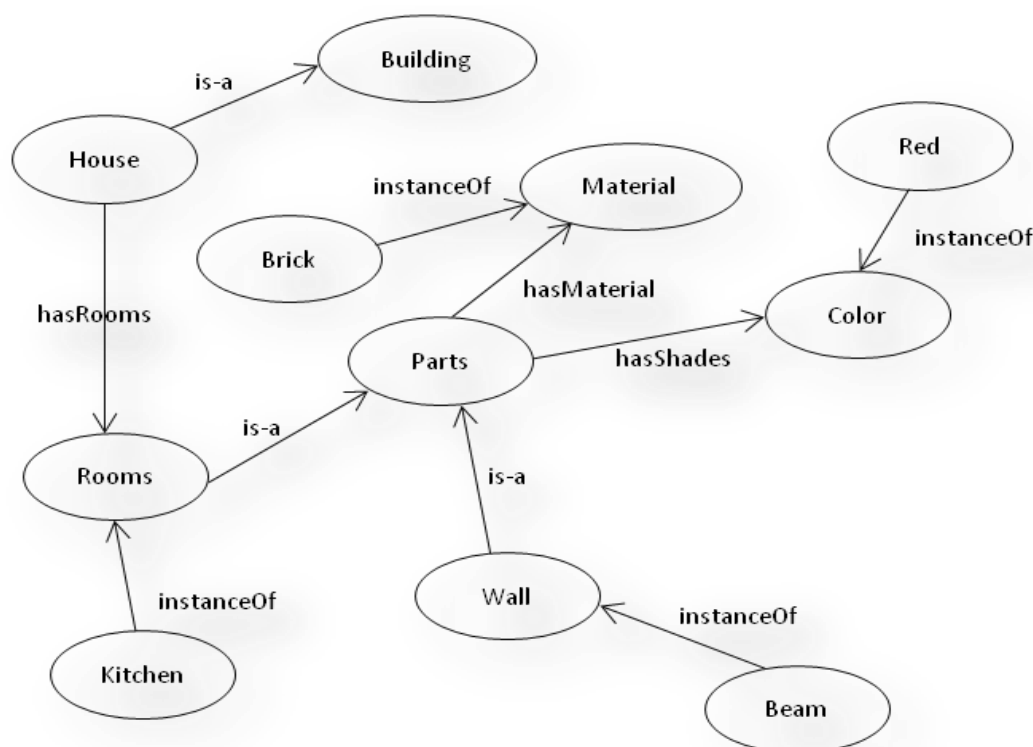 Building
is-a
House
Red
Material
instanceOf
Brick
instanceOf
hasMaterial
hasRooms
Color
Parts
hasShades
is-a
Rooms
is-a
Wall
instanceOf
instanceOf
Kitchen
Beam